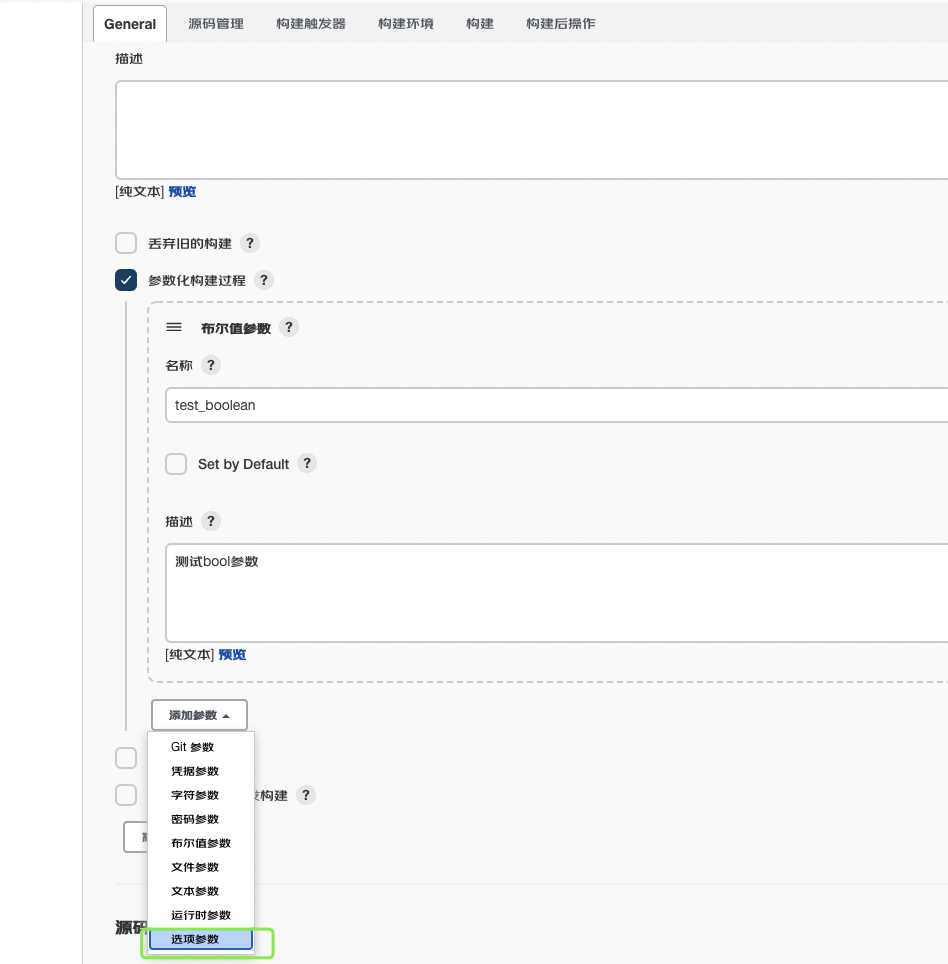 General 源码管理 构建触发器 构建环境 构建 构建后操作
描述
[纯文本] 预览
丢弃旧的构建 ?
参数化构建过程 ?
布尔值参数 ?
名称 ?
test_boolean
Set by Default ?
描述 ?
测试bool参数
[纯文本] 预览
添加参数
Git 参数
凭据参数
字符参数
构建 ?
密码参数
布尔值参数
文件参数
文本参数
运行时参数
源码
选项参数